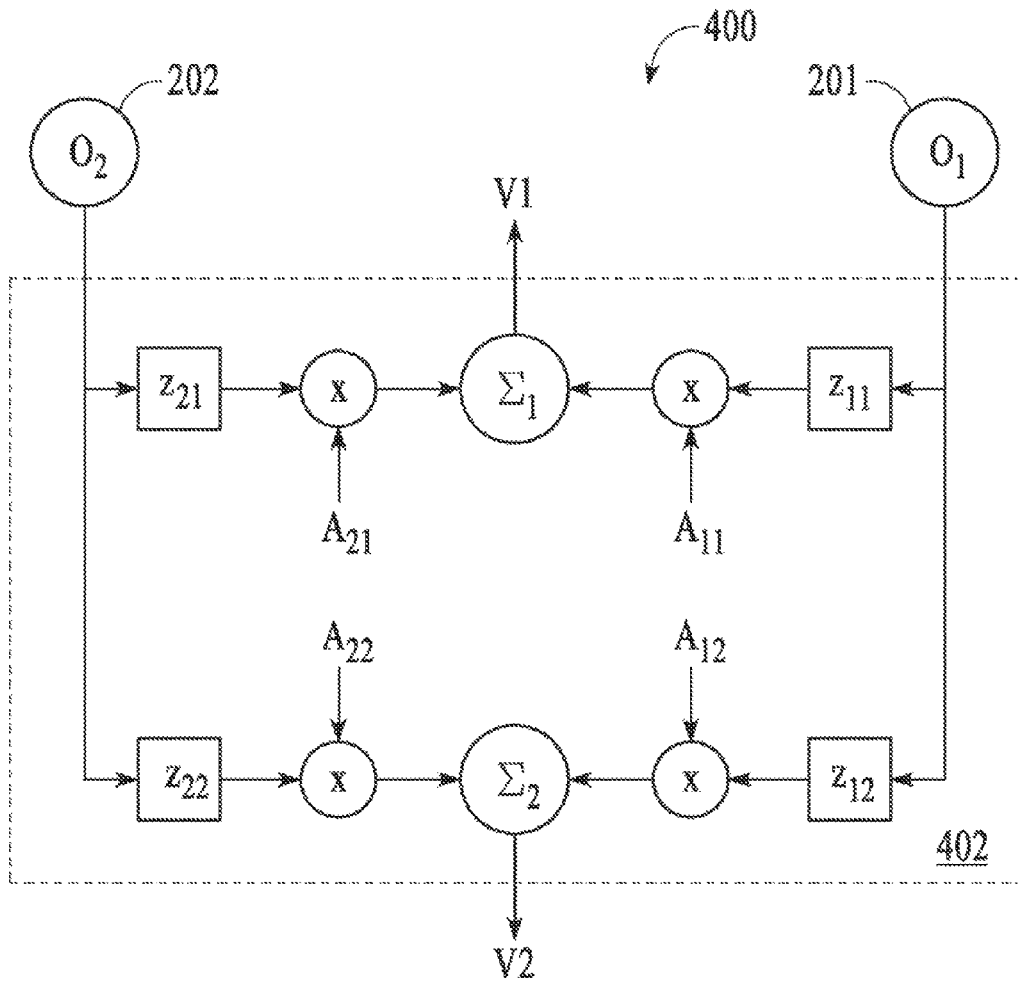 400
202
201
O₂
O₁
V1
z₂₁
x
Σ₁
x
z₁₁
A₂₁
A₁₁
A₂₂
A₁₂
z₂₂
x
Σ₂
x
z₁₂
402
V2